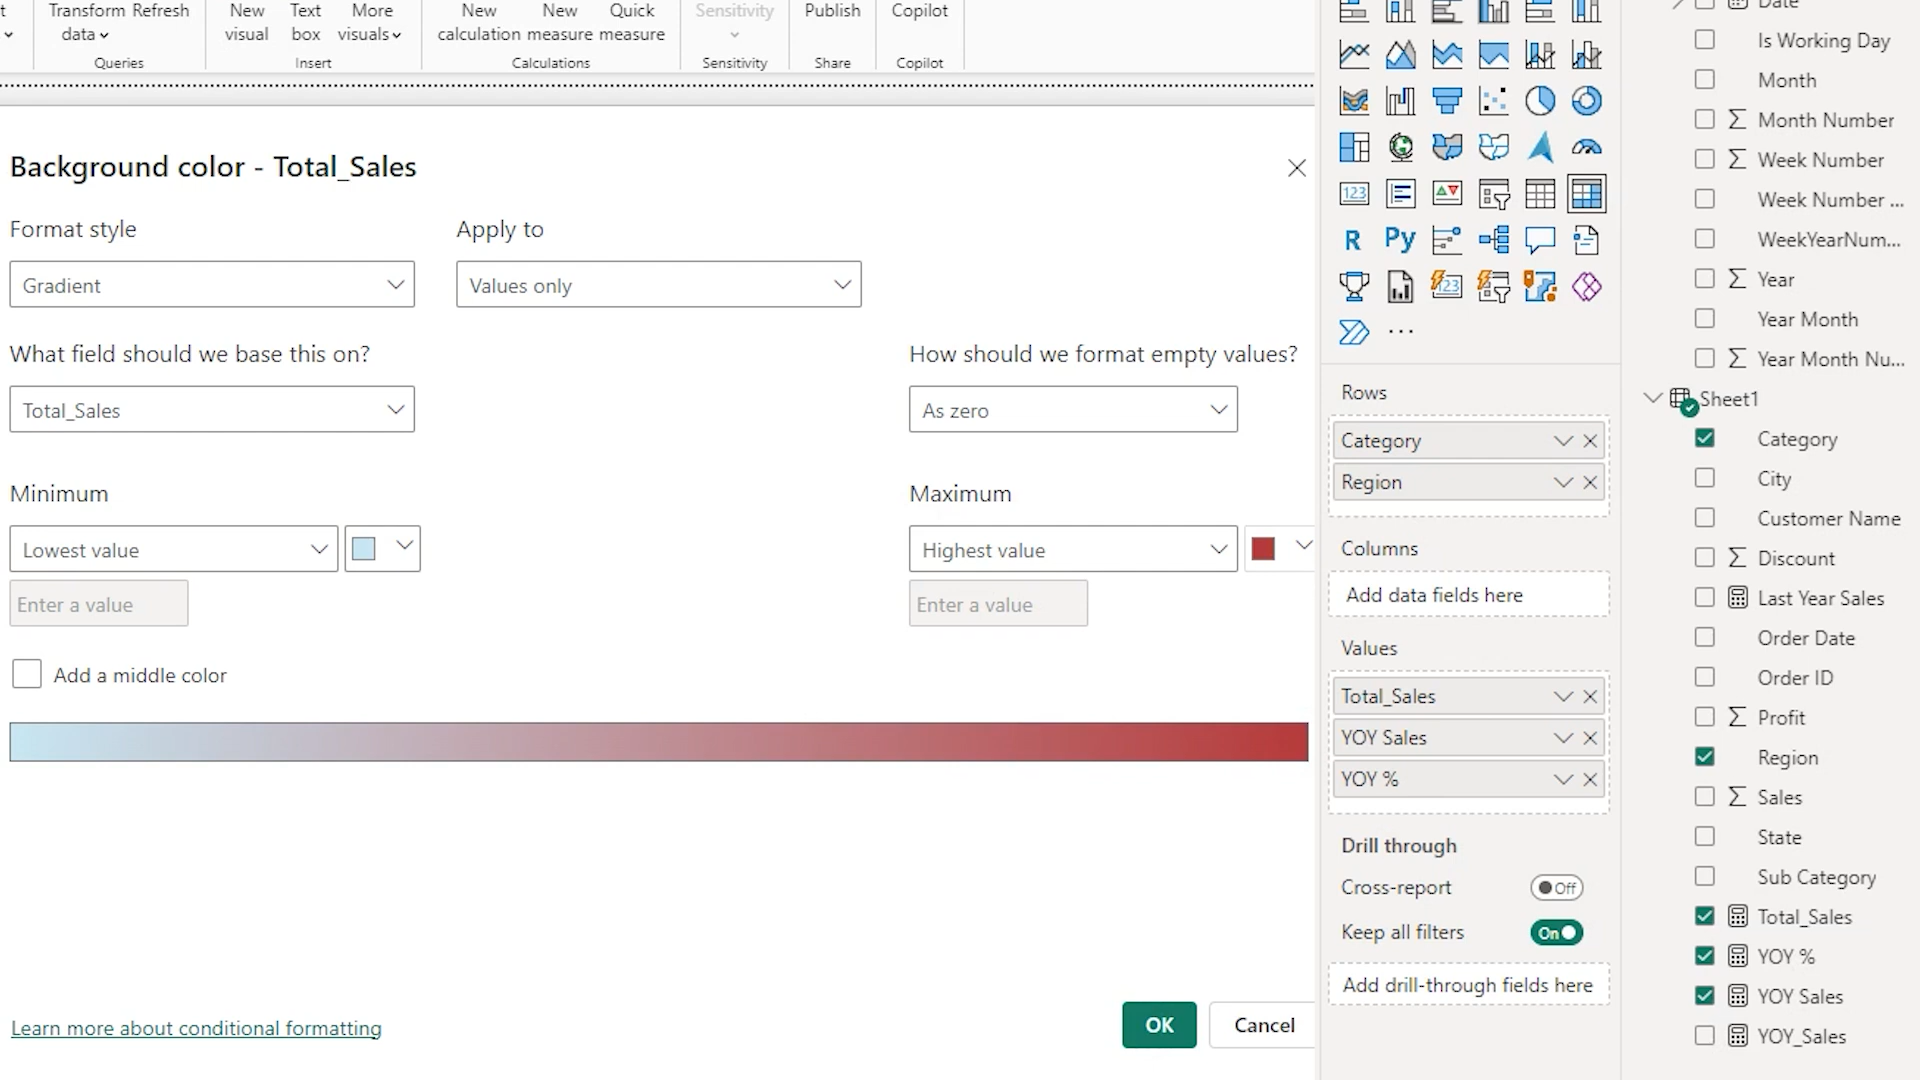 t
Transform Refresh
data
Queries
New
visual
Text
box
More
visuals
Insert
New
calculation
New
measure
Quick
measure
Calculations
Sensitivity
Sensitivity
Publish
Share
Copilot
Copilot
Background color - Total_Sales
Format style
Apply to
Gradient
Values only
What field should we base this on?
How should we format empty values?
Total_Sales
As zero
Minimum
Maximum
Lowest value
Highest value
Enter a value
Enter a value
Add a middle color
Learn more about conditional formatting
OK
Cancel
123
R
Py
123
...
Rows
Category
Region
Columns
Add data fields here
Values
Total_Sales
YOY Sales
YOY %
Drill through
Cross-report
Off
Keep all filters
On
Add drill-through fields here
Date
Is Working Day
Month
Month Number
Week Number
Week Number ...
WeekYearNum...
Year
Year Month
Year Month Nu...
Sheet1
Category
City
Customer Name
Discount
Last Year Sales
Order Date
Order ID
Profit
Region
Sales
State
Sub Category
Total_Sales
YOY %
YOY Sales
YOY_Sales